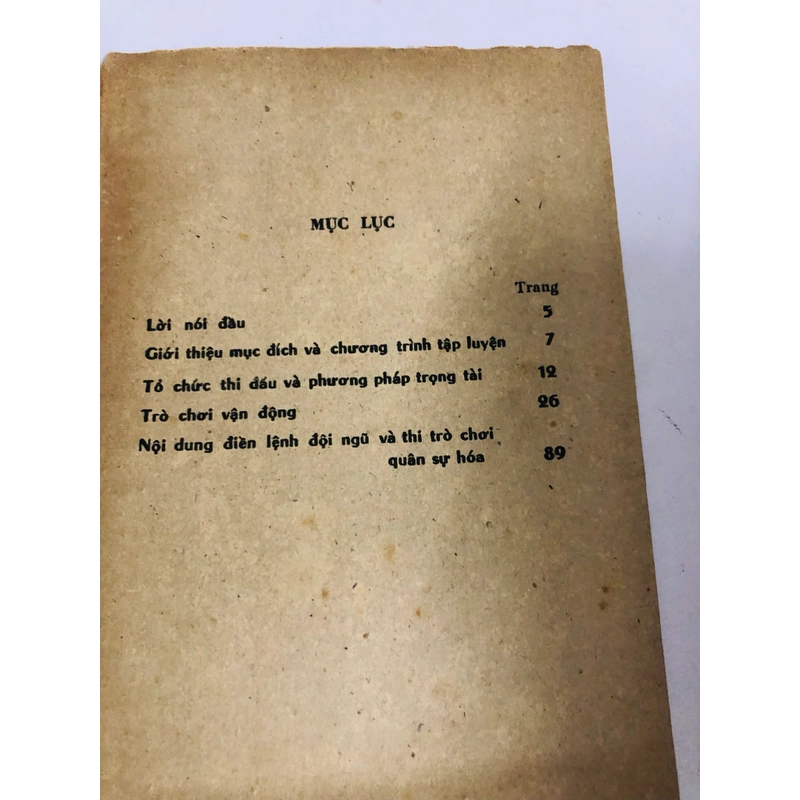 MỤC LỤC
Trang
Lời nói đầu 5
Giới thiệu mục đích và chương trình tập luyện 7
Tổ chức thi đấu và phương pháp trọng tài 12
Trò chơi vận động 26
Nội dung điền lệnh đội ngũ và thi trò chơi
quân sự hóa 89